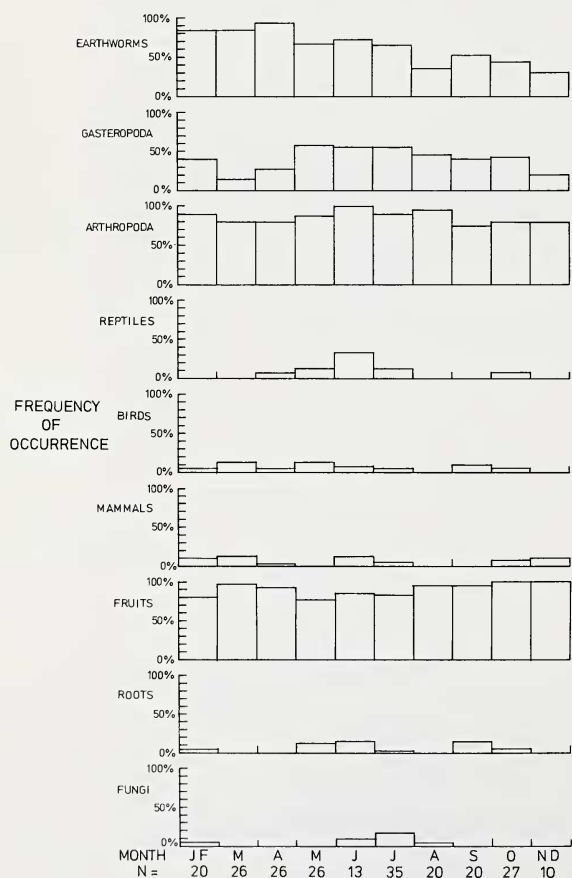 100%
EARTHWORMS
50%
0%
100%
GASTEROPODA
50%
0%
100%
ARTHROPODA
50%
0%
100%
REPTILES
50%
0%
FREQUENCY
OF
OCCURRENCE
100%
BIRDS
50%
0%
100%
MAMMALS
50%
0%
100%
FRUITS
50%
0%
100%
ROOTS
50%
0%
100%
FUNGI
50%
0%
MONTH J F M A M J J A S O N D
N = 20 26 26 26 13 35 20 20 27 10